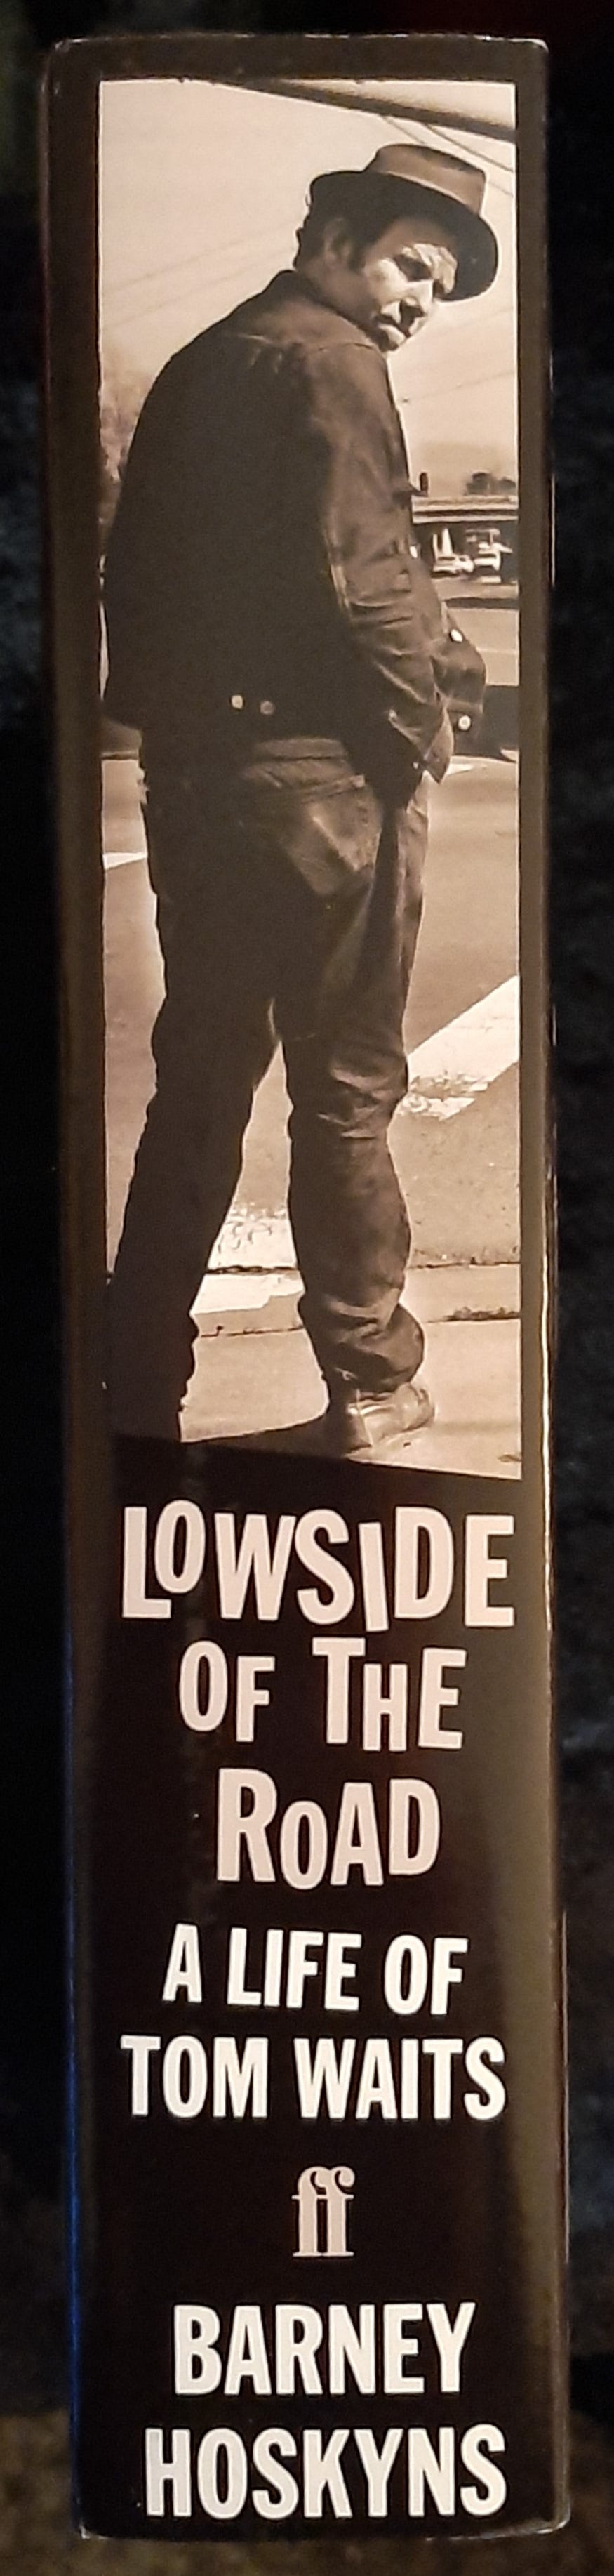 LOWSIDE
OF THE
ROAD
A LIFE OF
TOM WAITS
ff
BARNEY
HOSKYNS